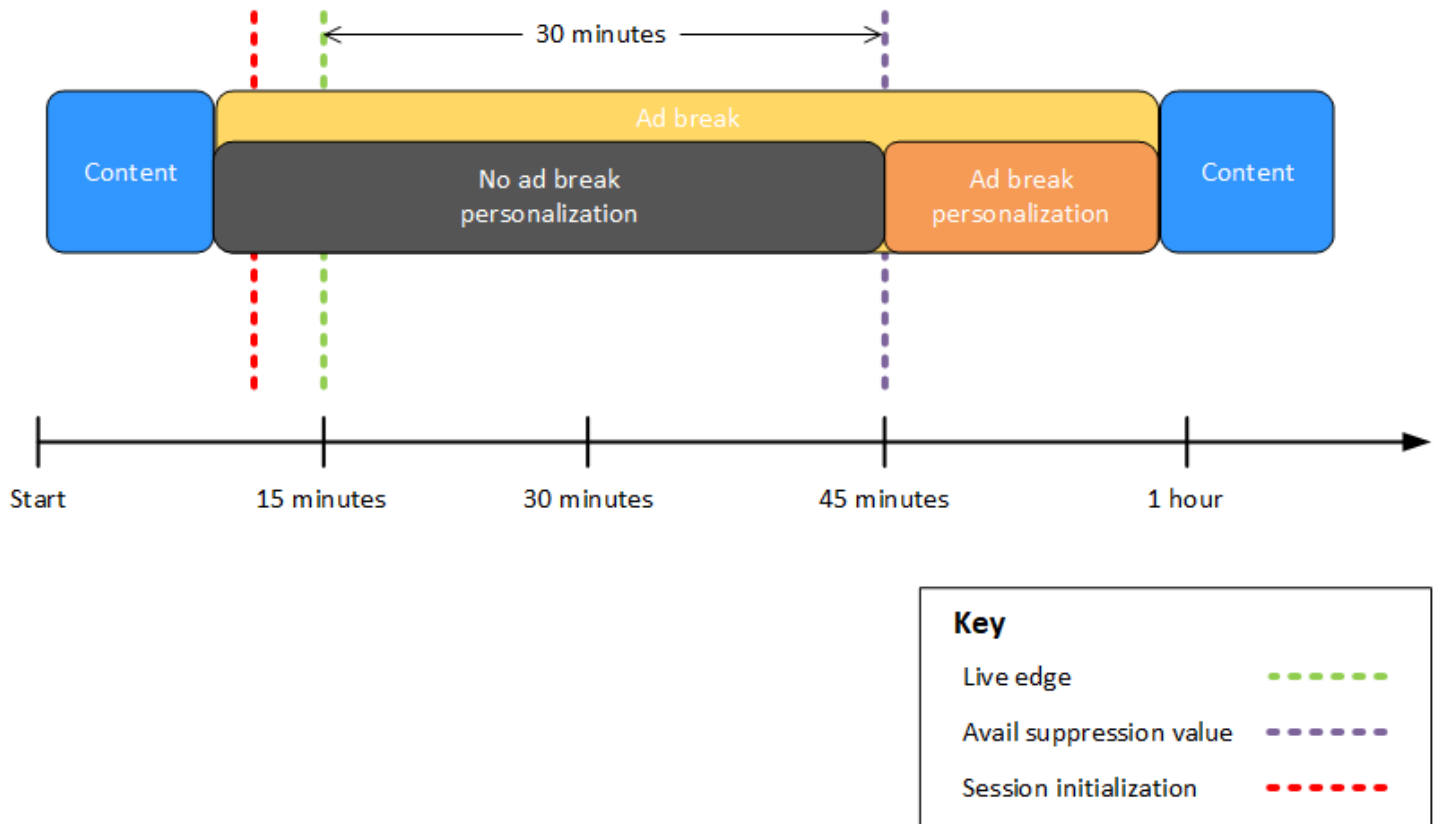 30 minutes
Ad break
Content
No ad break
personalization
Ad break
personalization
Content
Start
15 minutes
30 minutes
45 minutes
1 hour
Key
Live edge
Avail suppression value
Session initialization